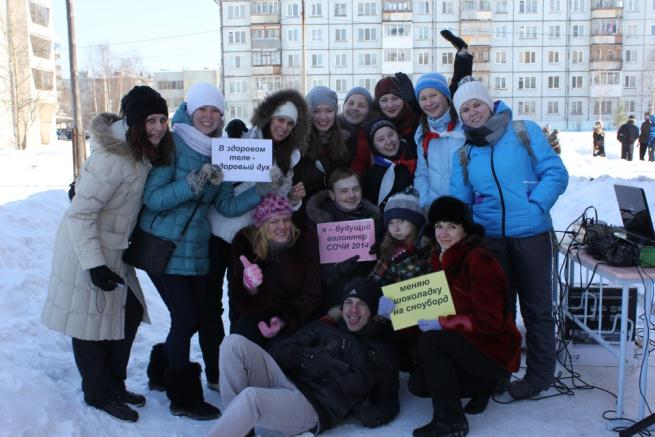 В здоровом
теле -
здоровый дух
я - будущий
волонтер
СОЧИ 2014
меняю
шоколадку
на сноуборд